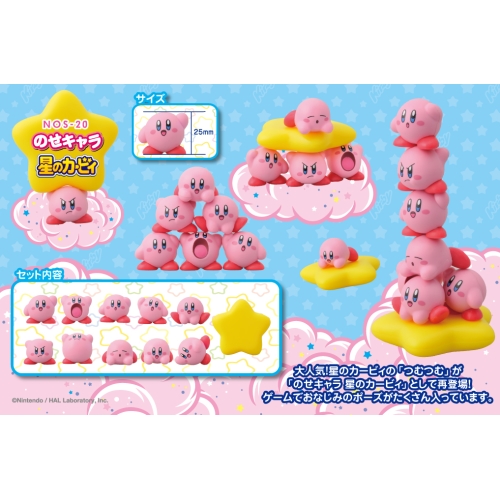 NOS-20
のせキャラ
星のカービィ
サイズ
25mm
セット内容
大人気!星のカービィの「つむつむ」が
「のせキャラ 星のカービィ」として再登場!
ゲームでおなじみのポーズがたくさん入っています。
©Nintendo / HAL Laboratory, Inc.